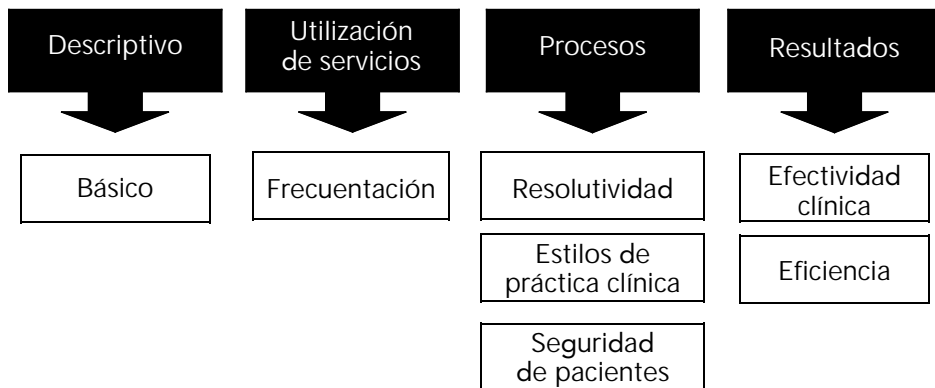 Descriptivo
Utilización
de servicios
Procesos
Resultados
Básico
Frecuentación
Resolutividad
Efectividad
clínica
Estilos de
práctica clínica
Eficiencia
Seguridad
de pacientes